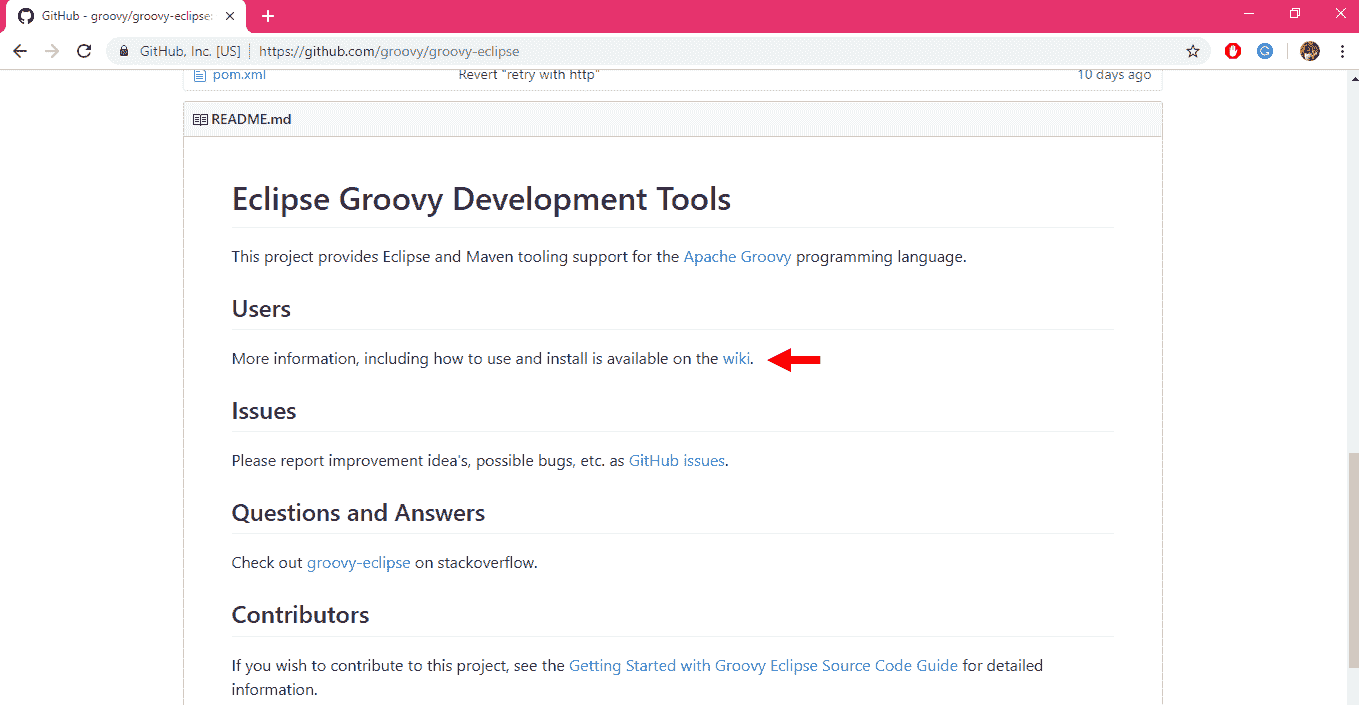 GitHub - groovy/groovy-eclipse:
GitHub, Inc. [US] https://github.com/groovy/groovy-eclipse
pom.xml Revert "retry with http" 10 days ago
README.md
Eclipse Groovy Development Tools
This project provides Eclipse and Maven tooling support for the Apache Groovy programming language.
Users
More information, including how to use and install is available on the wiki.
Issues
Please report improvement idea's, possible bugs, etc. as GitHub issues.
Questions and Answers
Check out groovy-eclipse on stackoverflow.
Contributors
If you wish to contribute to this project, see the Getting Started with Groovy Eclipse Source Code Guide for detailed
information.